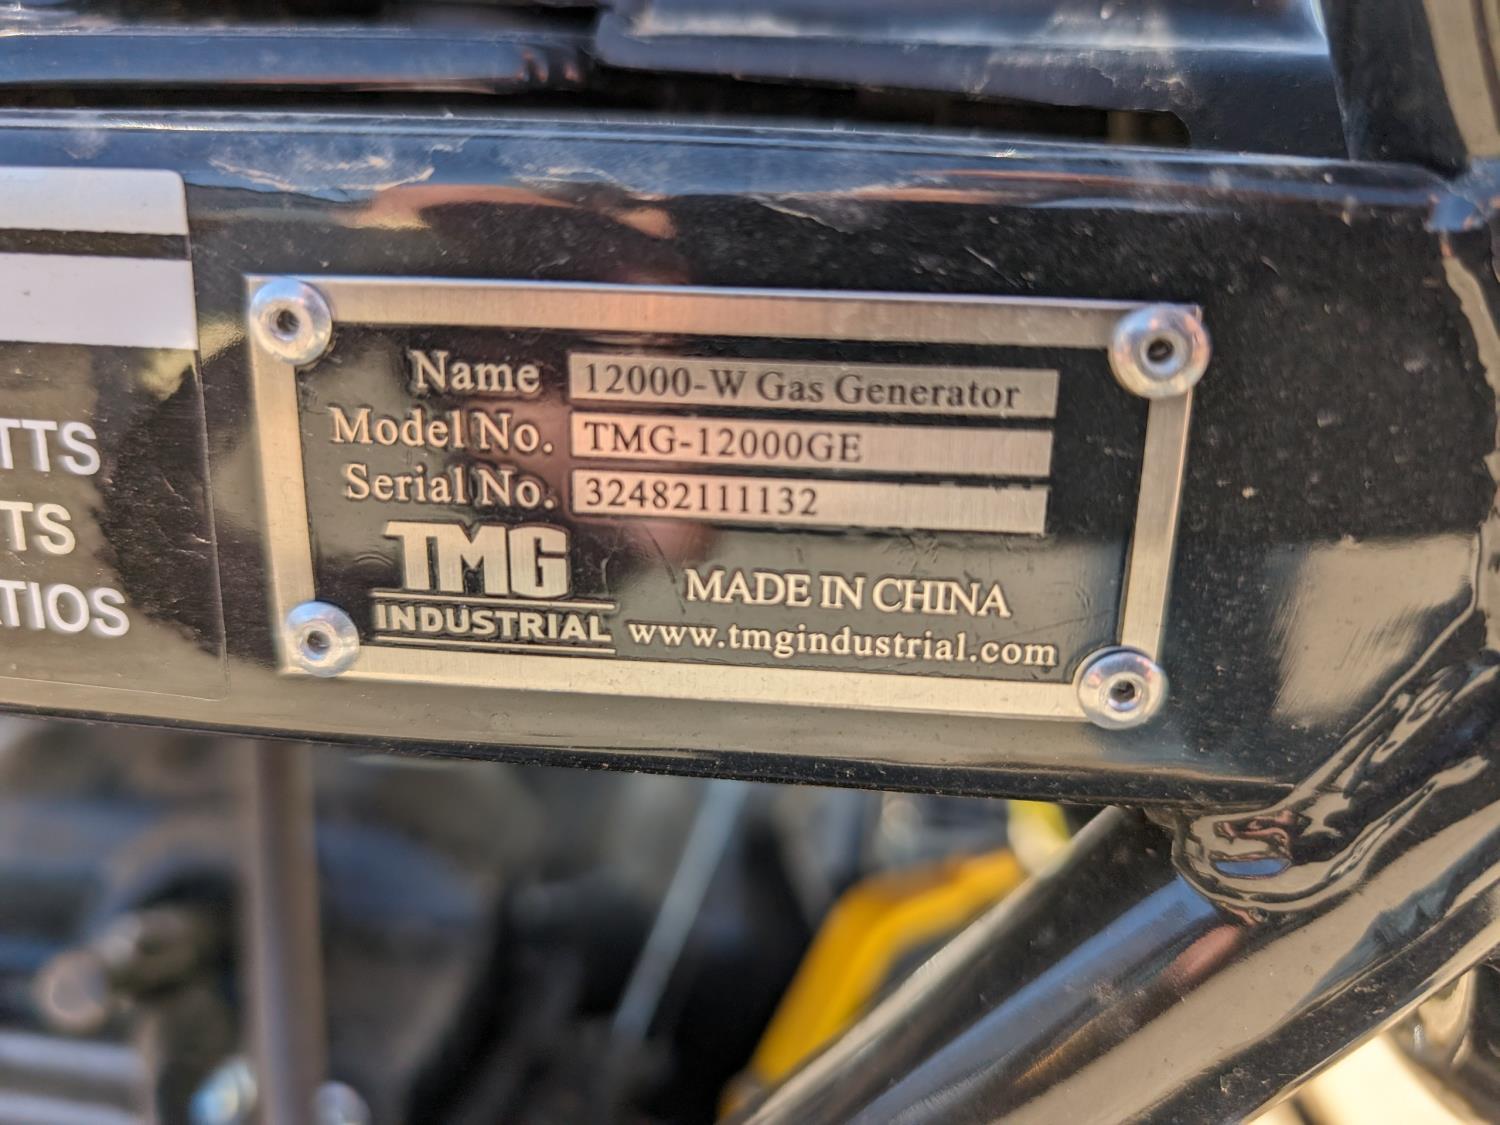 TTS
TS
TIOS
Name 12000-W Gas Generator
Model No. TMG-12000GE
Serial No. 32482111132
TMG
INDUSTRIAL
MADE IN CHINA
www.tmgindustrial.com